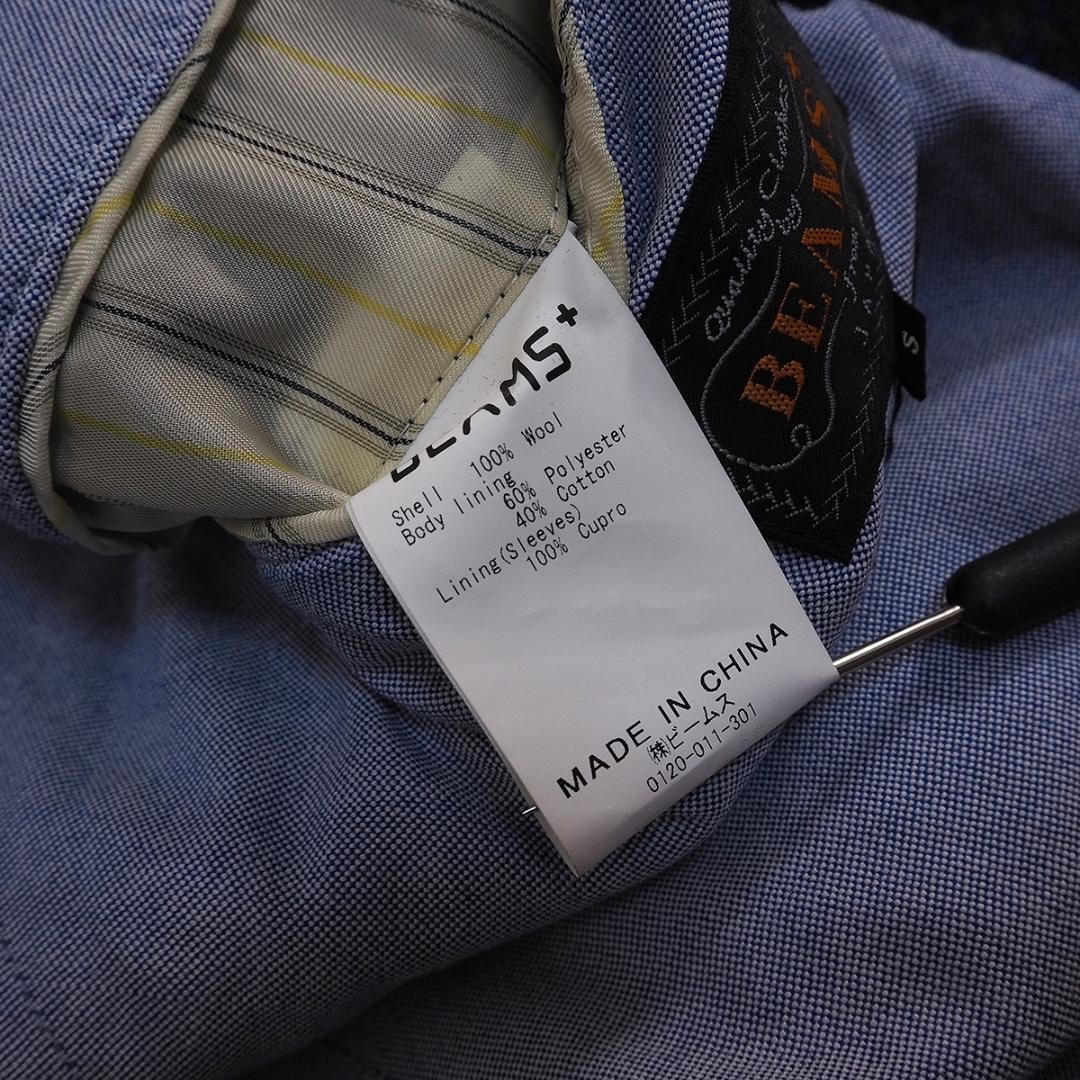 BEAMS+
Shell 100% Wool
Body lining
60% Polyester
40% Cotton
Lining(Sleeves)
100% Cupro
MADE IN CHINA
㈱ビームス
0120-011-301
BEAMS+
S